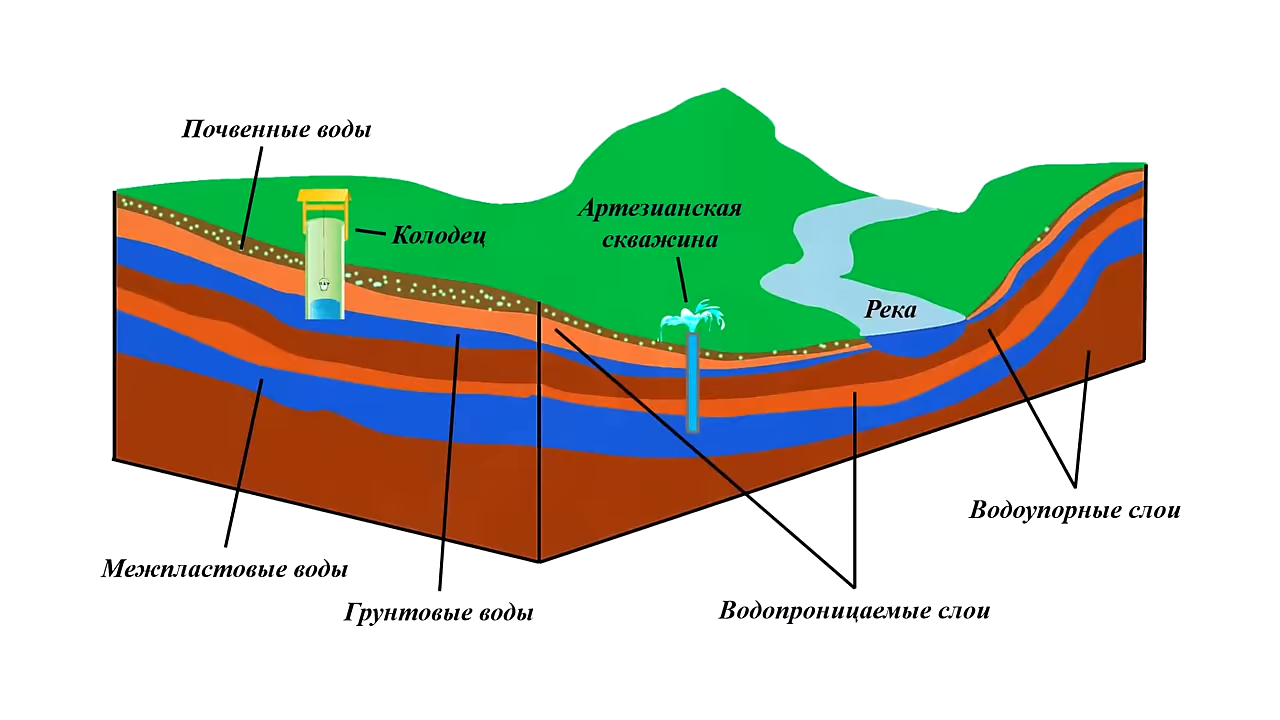 Почвенные воды
Колодец
Артезианская
скважина
Река
Водоупорные слои
Межпластовые воды
Грунтовые воды
Водопроницаемые слои